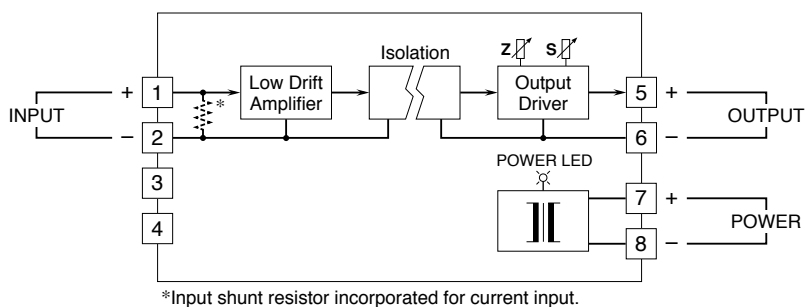 Isolation
Z S
Low Drift
Amplifier
Output
Driver
INPUT
+ 1
− 2
3
4
*
5 +
6 −
OUTPUT
POWER LED
7 +
8 −
POWER
*Input shunt resistor incorporated for current input.